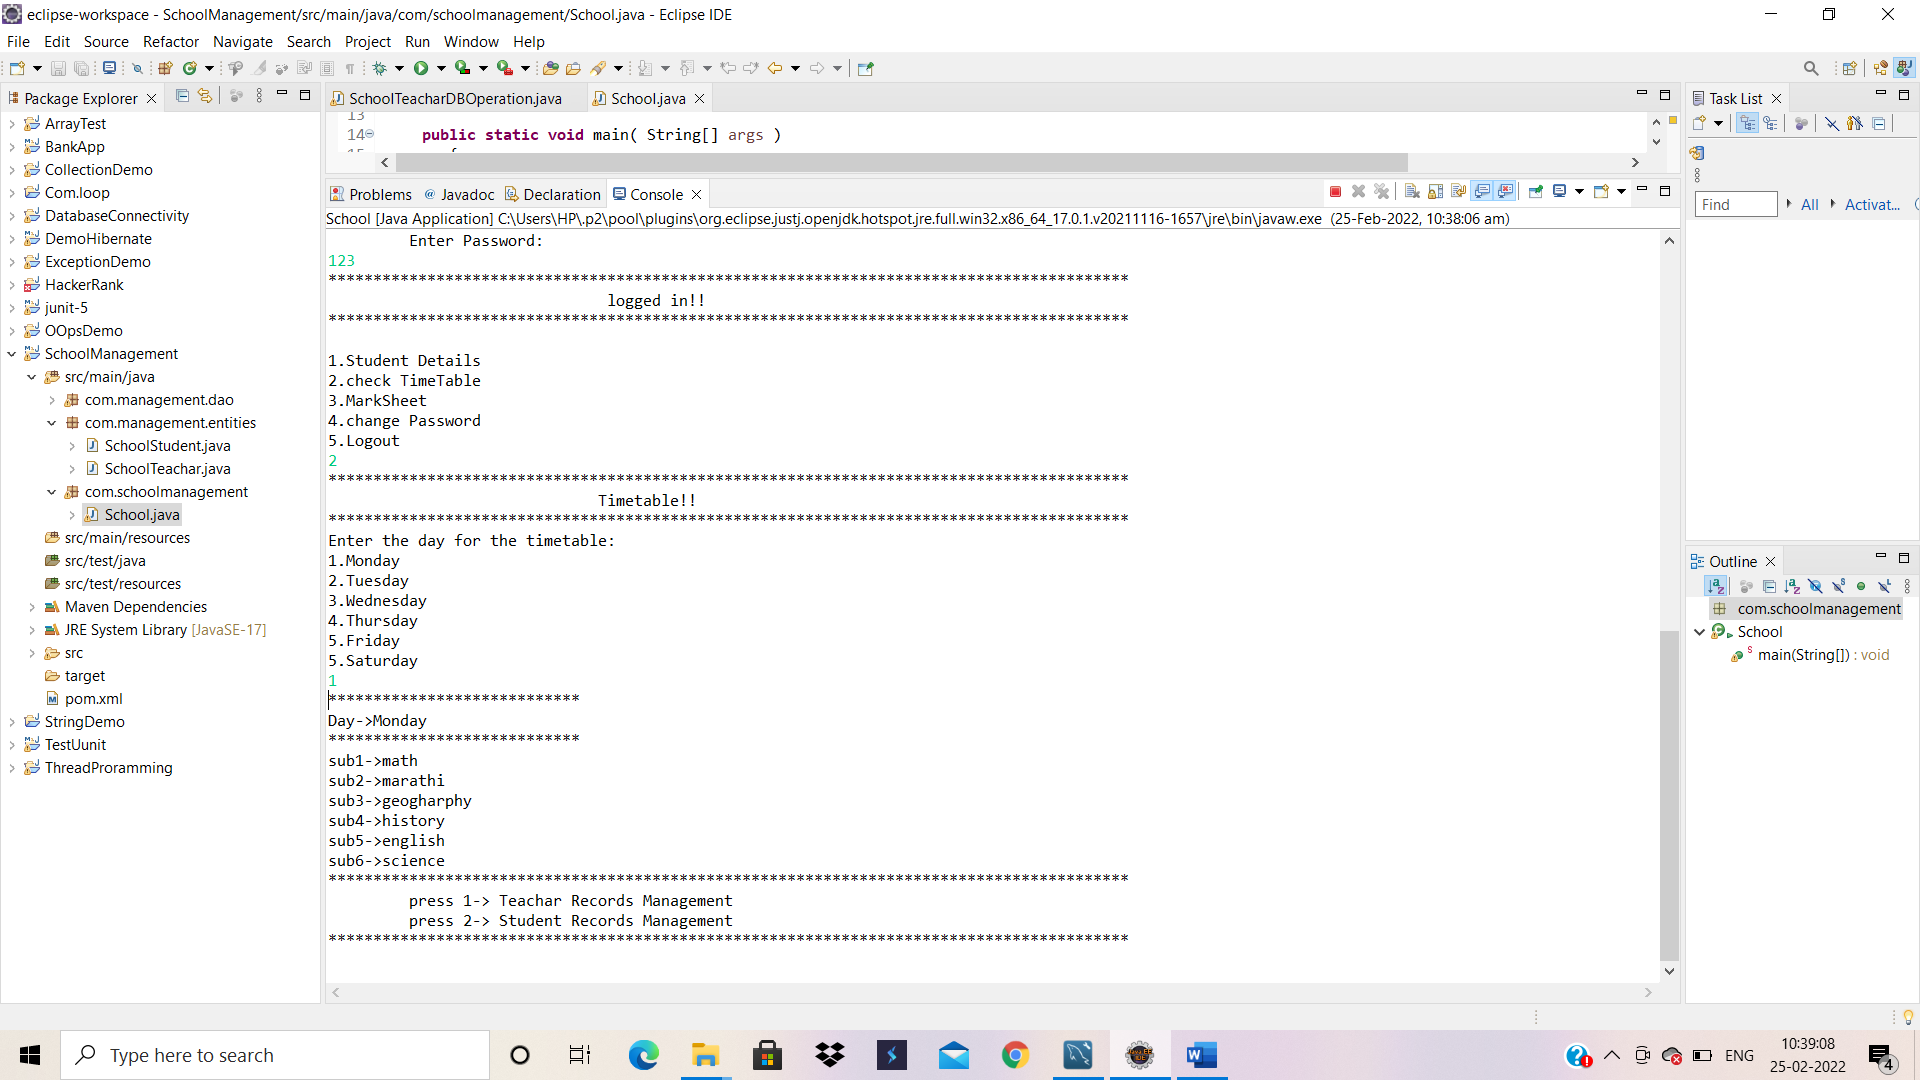 eclipse-workspace - SchoolManagement/src/main/java/com/schoolmanagement/School.java - Eclipse IDE
File Edit Source Refactor Navigate Search Project Run Window Help
Package Explorer
ArrayTest
BankApp
CollectionDemo
Com.loop
DatabaseConnectivity
DemoHibernate
ExceptionDemo
HackerRank
junit-5
OOpsDemo
SchoolManagement
src/main/java
com.management.dao
com.management.entities
SchoolStudent.java
SchoolTeachar.java
com.schoolmanagement
School.java
src/main/resources
src/test/java
src/test/resources
Maven Dependencies
JRE System Library [JavaSE-17]
src
target
pom.xml
StringDemo
TestUunit
ThreadProramming
SchoolTeacharDBOperation.java School.java
13
14 public static void main( String[] args )
Problems Javadoc Declaration Console
School [Java Application] C:\Users\HP\.p2\pool\plugins\org.eclipse.justj.openjdk.hotspot.jre.full.win32.x86_64_17.0.1.v20211116-1657\jre\bin\javaw.exe (25-Feb-2022, 10:38:06 am)
Enter Password:
123
*****************************************************************************************
logged in!!
*****************************************************************************************
1.Student Details
2.check TimeTable
3.MarkSheet
4.change Password
5.Logout
2
*****************************************************************************************
Timetable!!
*****************************************************************************************
Enter the day for the timetable:
1.Monday
2.Tuesday
3.Wednesday
4.Thursday
5.Friday
5.Saturday
1
****************************
Day->Monday
****************************
sub1->math
sub2->marathi
sub3->geogharphy
sub4->history
sub5->english
sub6->science
*****************************************************************************************
press 1-> Teachar Records Management
press 2-> Student Records Management
*****************************************************************************************
Task List
Find All Activat...
Outline
com.schoolmanagement
School
main(String[]) : void
Type here to search
ENG
10:39:08
25-02-2022
4